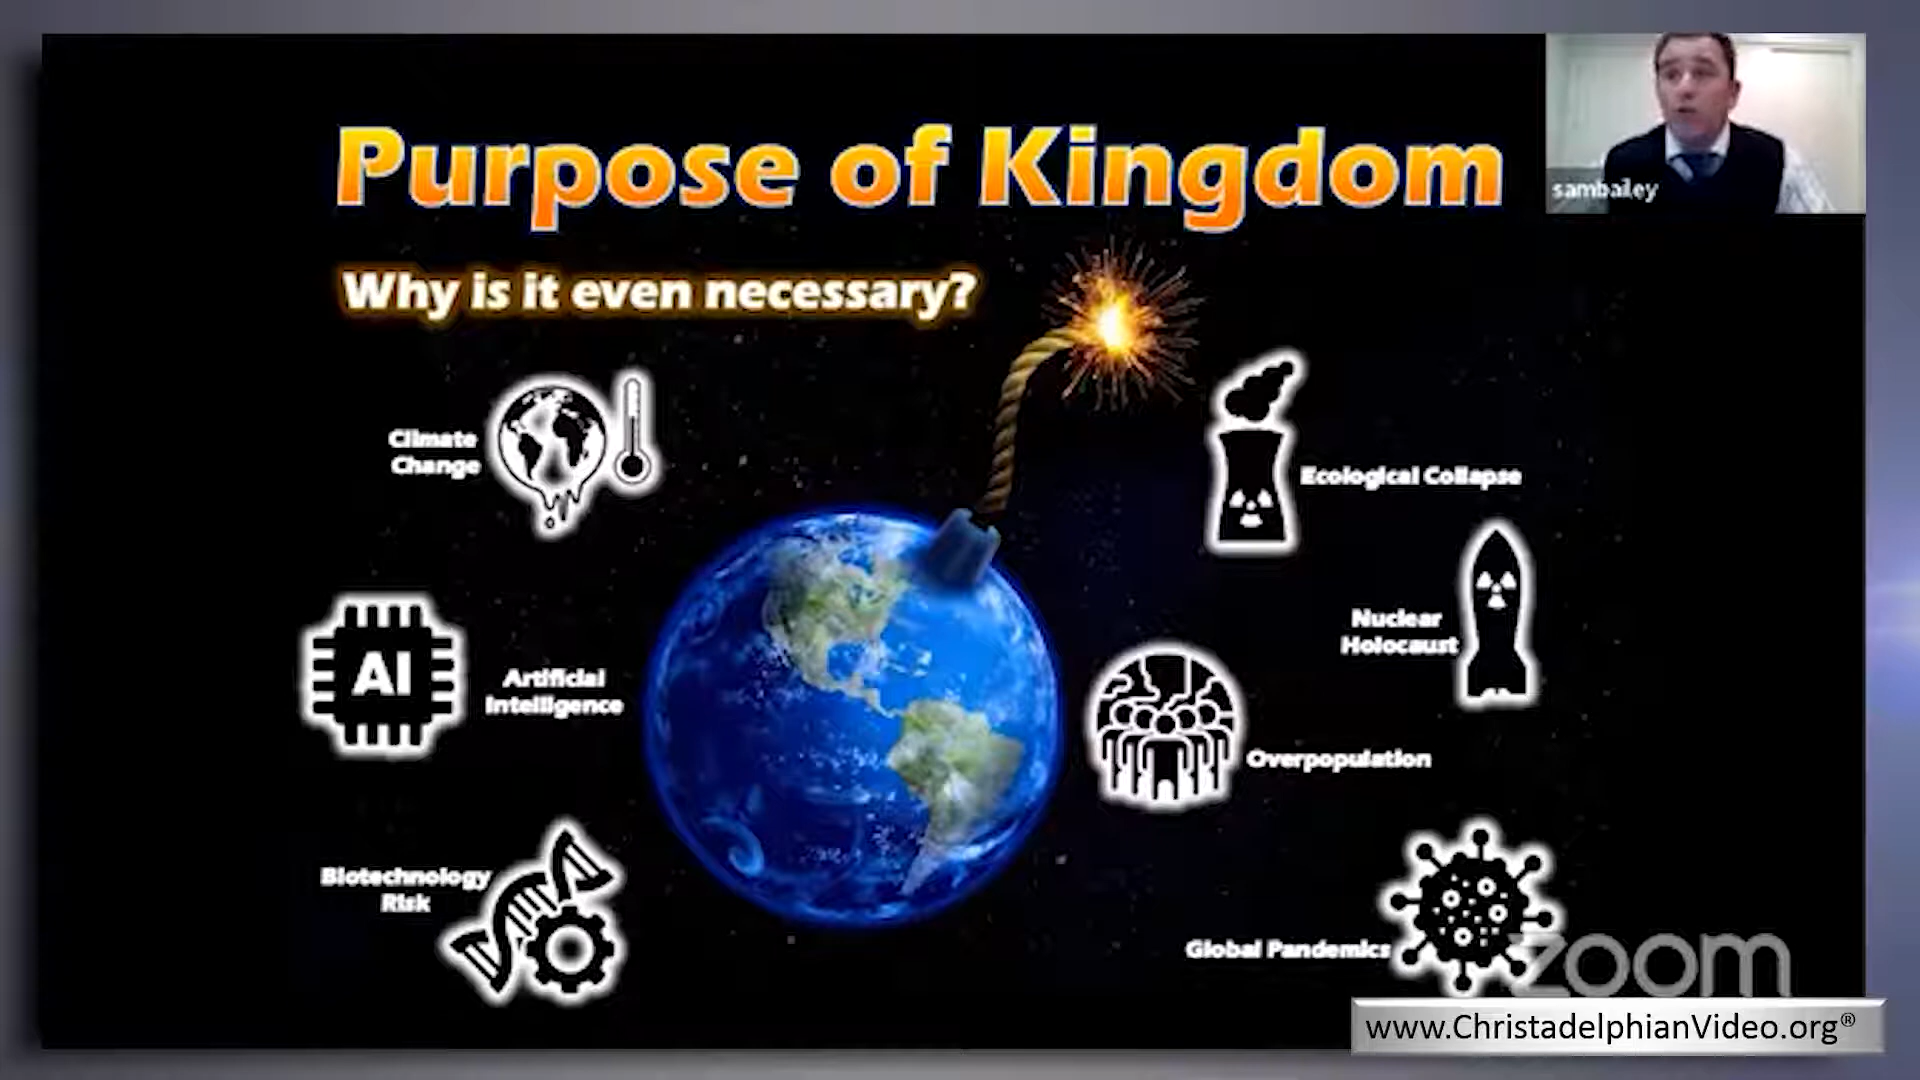 Purpose of Kingdom
sambailey
Why is it even necessary?
Climate
Change
Ecological Collapse
Nuclear
Holocaust
AI
Artificial
Intelligence
Overpopulation
Biotechnology
Risk
Global Pandemics
zoom
www.ChristadelphianVideo.org®